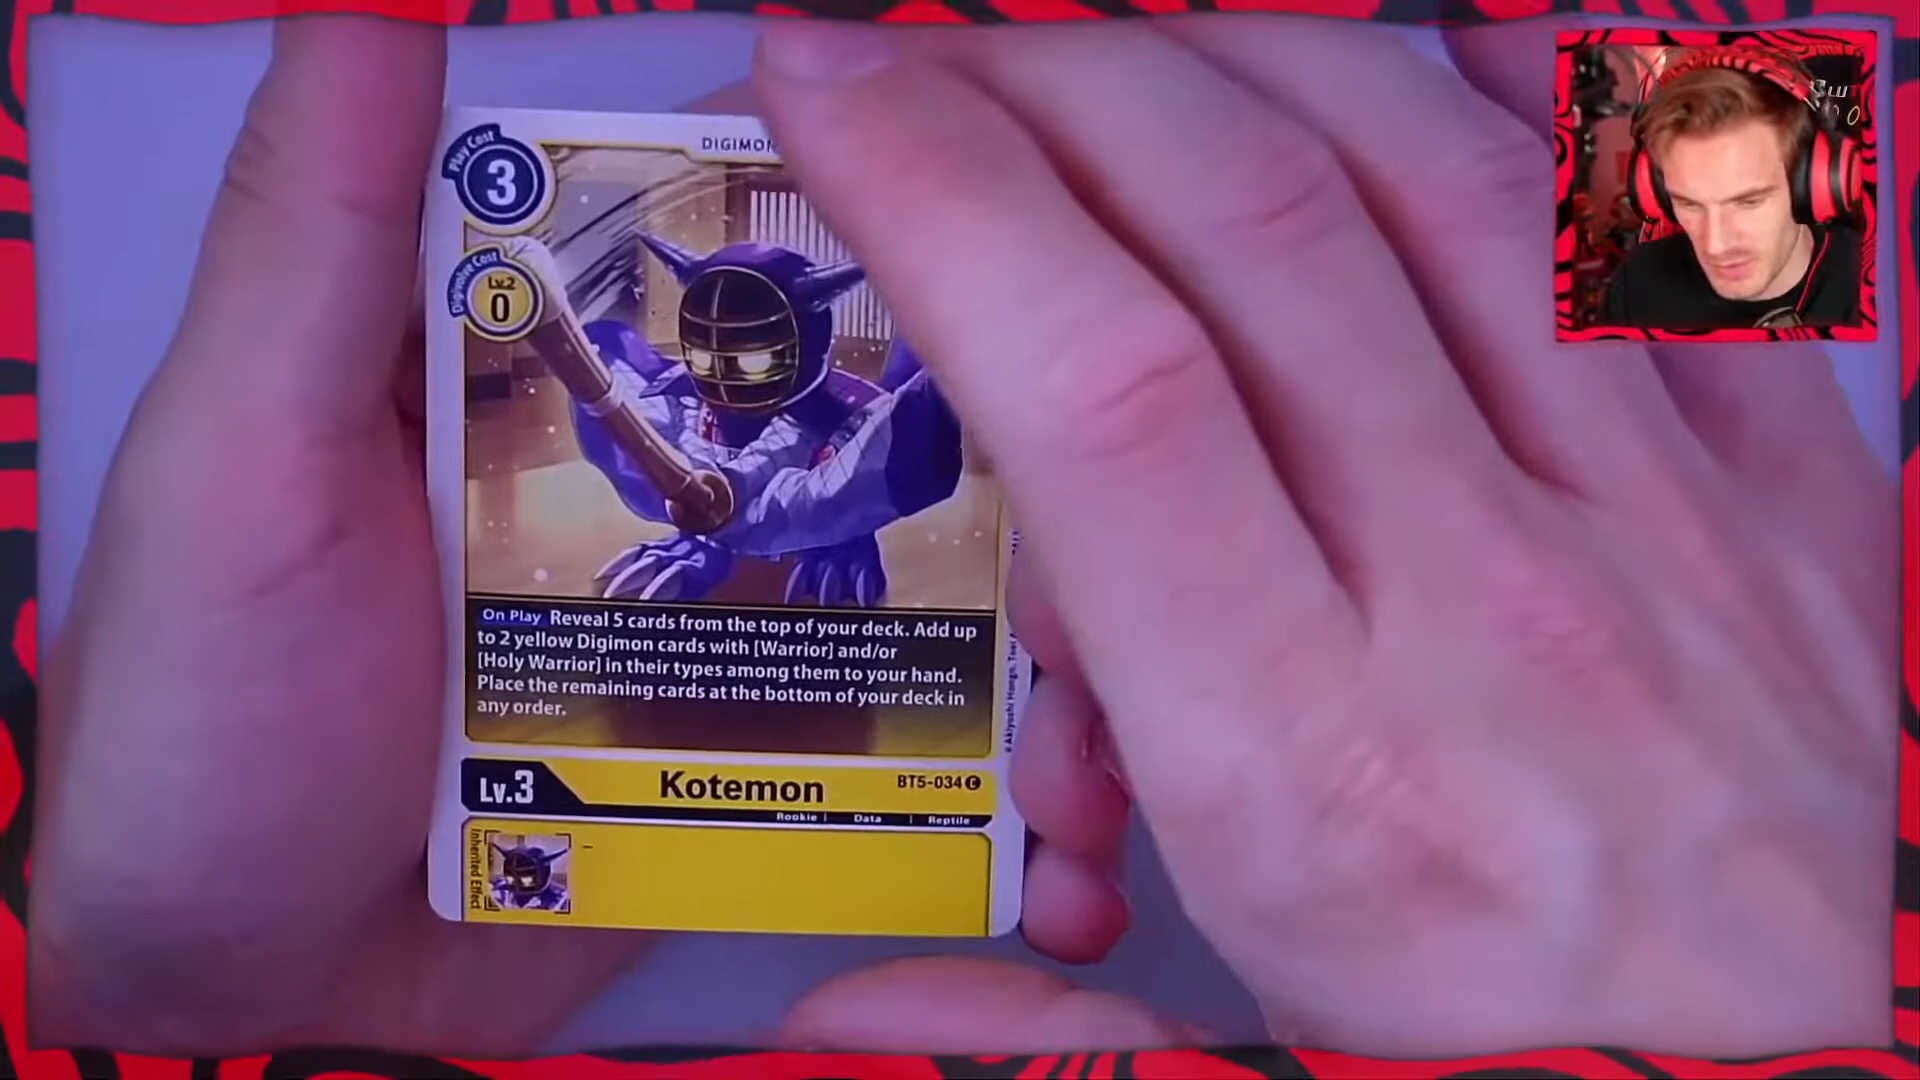 DIGIMON
Play Cost
3
Digivolve Cost
Lv.2
0
On Play Reveal 5 cards from the top of your deck. Add up
to 2 yellow Digimon cards with [Warrior] and/or
[Holy Warrior] in their types among them to your hand.
Place the remaining cards at the bottom of your deck in
any order.
© Akiyoshi Hongo, Toei
Lv.3
Kotemon
BT5-034 C
Rookie | Data | Reptile
Inherited Effect
–